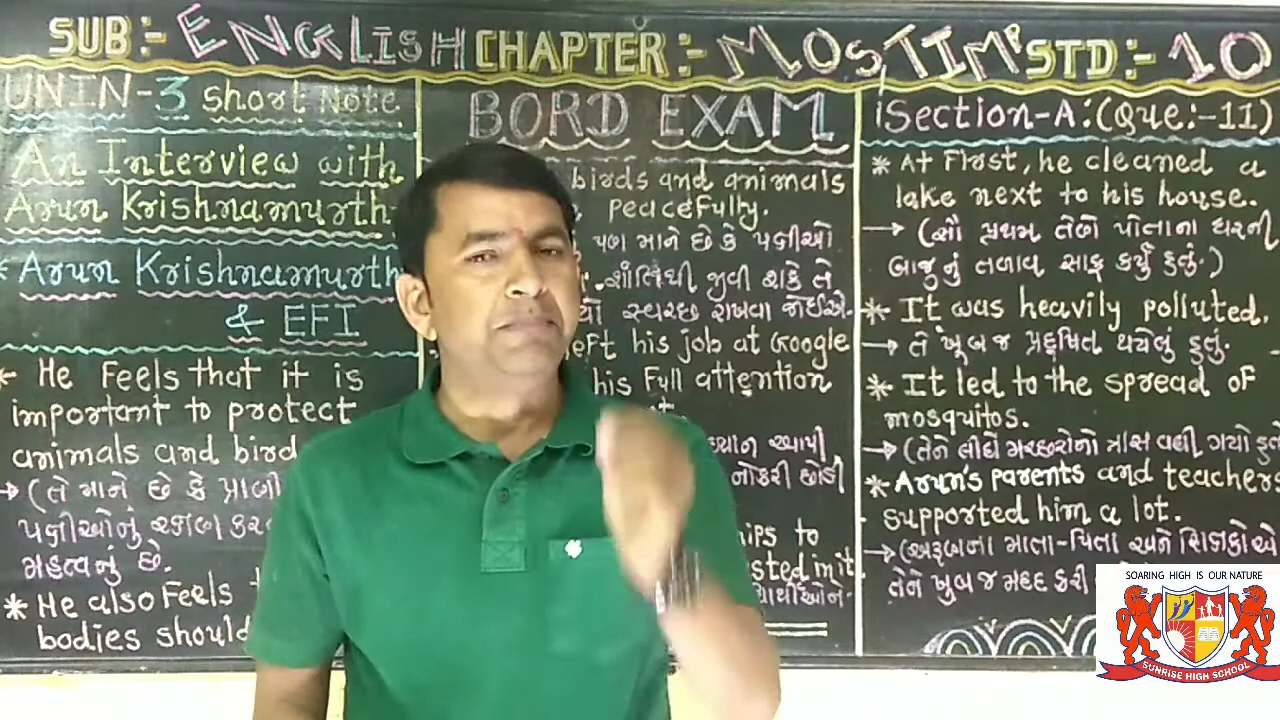 SUB:- ENGLISH CHAPTER:- MOST IMP STD:- 10
UNIN-3 short Note
An Interview with
Arun Krishnamurth
* Arun Krishnamurth
& EFI
* He Feels that it is
important to protect
animals and bird
→ (તે માને છે કે પ્રાણી
પક્ષીઓનું રક્ષણ કર
મહત્વનું છે.
* He also Feels
bodies should
BORD EXAM
birds and animals
peacefully.
પણ માને છે કે પક્ષીઓ
શાંતિથી જીવી શકે તે
સ્વચ્છ રાખવા જોઈએ.
eft his job at Google
his Full attention
ધ્યાન આપી
નોકરી છોડી
hips to
sted in it
iSection-A:(Que:-11)
* At First, he cleaned a
lake next to his house.
→ (સૌ પ્રથમ તેણે પોતાના ઘરની
બાજુનું તળાવ સાફ કર્યું હતું.)
* It was heavily polluted.
→ તે ખુબ જ પ્રદૂષિત થયેલું હતું.
* It led to the spread of
mosquitos.
→ (તેને લીધે મચ્છરોનો ત્રાસ વધી ગયો હતો
* Arun's parents and teachers
supported him a lot.
→ (અરૂણના માતા-પિતા અને શિક્ષકોએ
તેને ખુબ જ મદદ કરી
SOARING HIGH IS OUR NATURE
SUNRISE HIGH SCHOOL